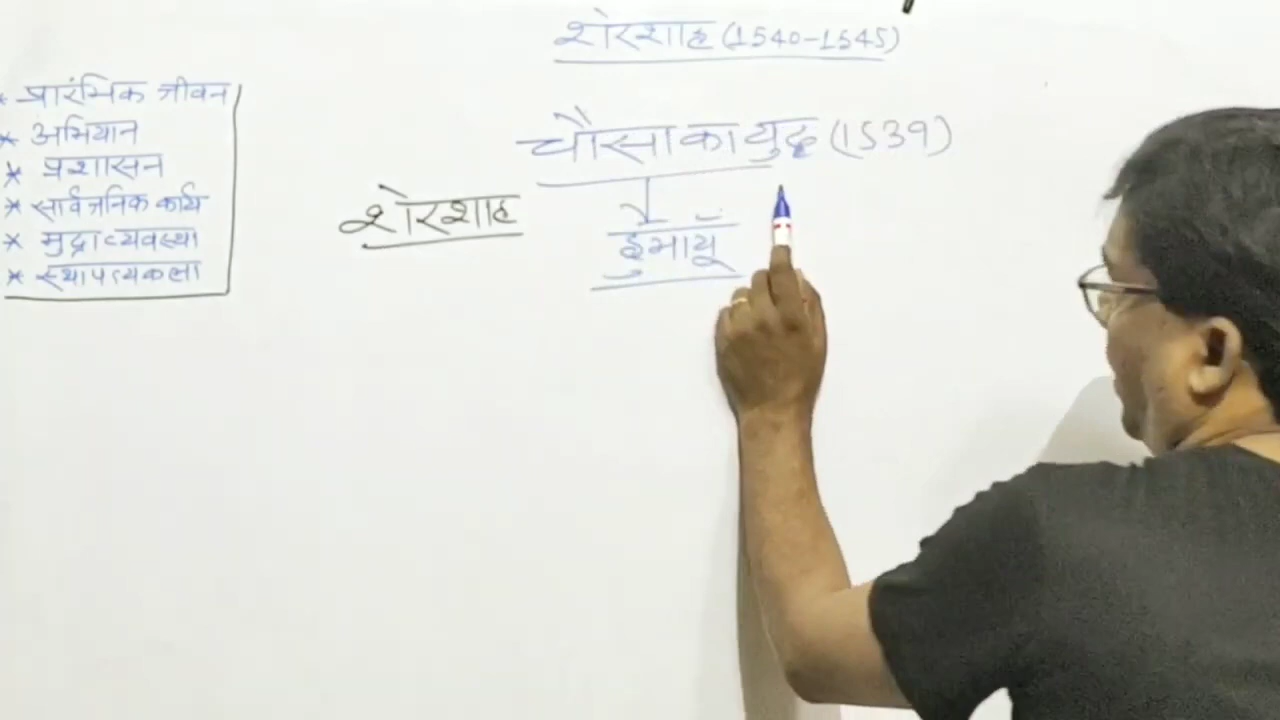 शेरशाह (1540-1545)
* प्रारंभिक जीवन
* अभियान
* प्रशासन
* सार्वजनिक कार्य
* मुद्रा व्यवस्था
* स्थापत्यकला
चौसा का युद्ध (1539)
शेरशाह
हुमायूँ